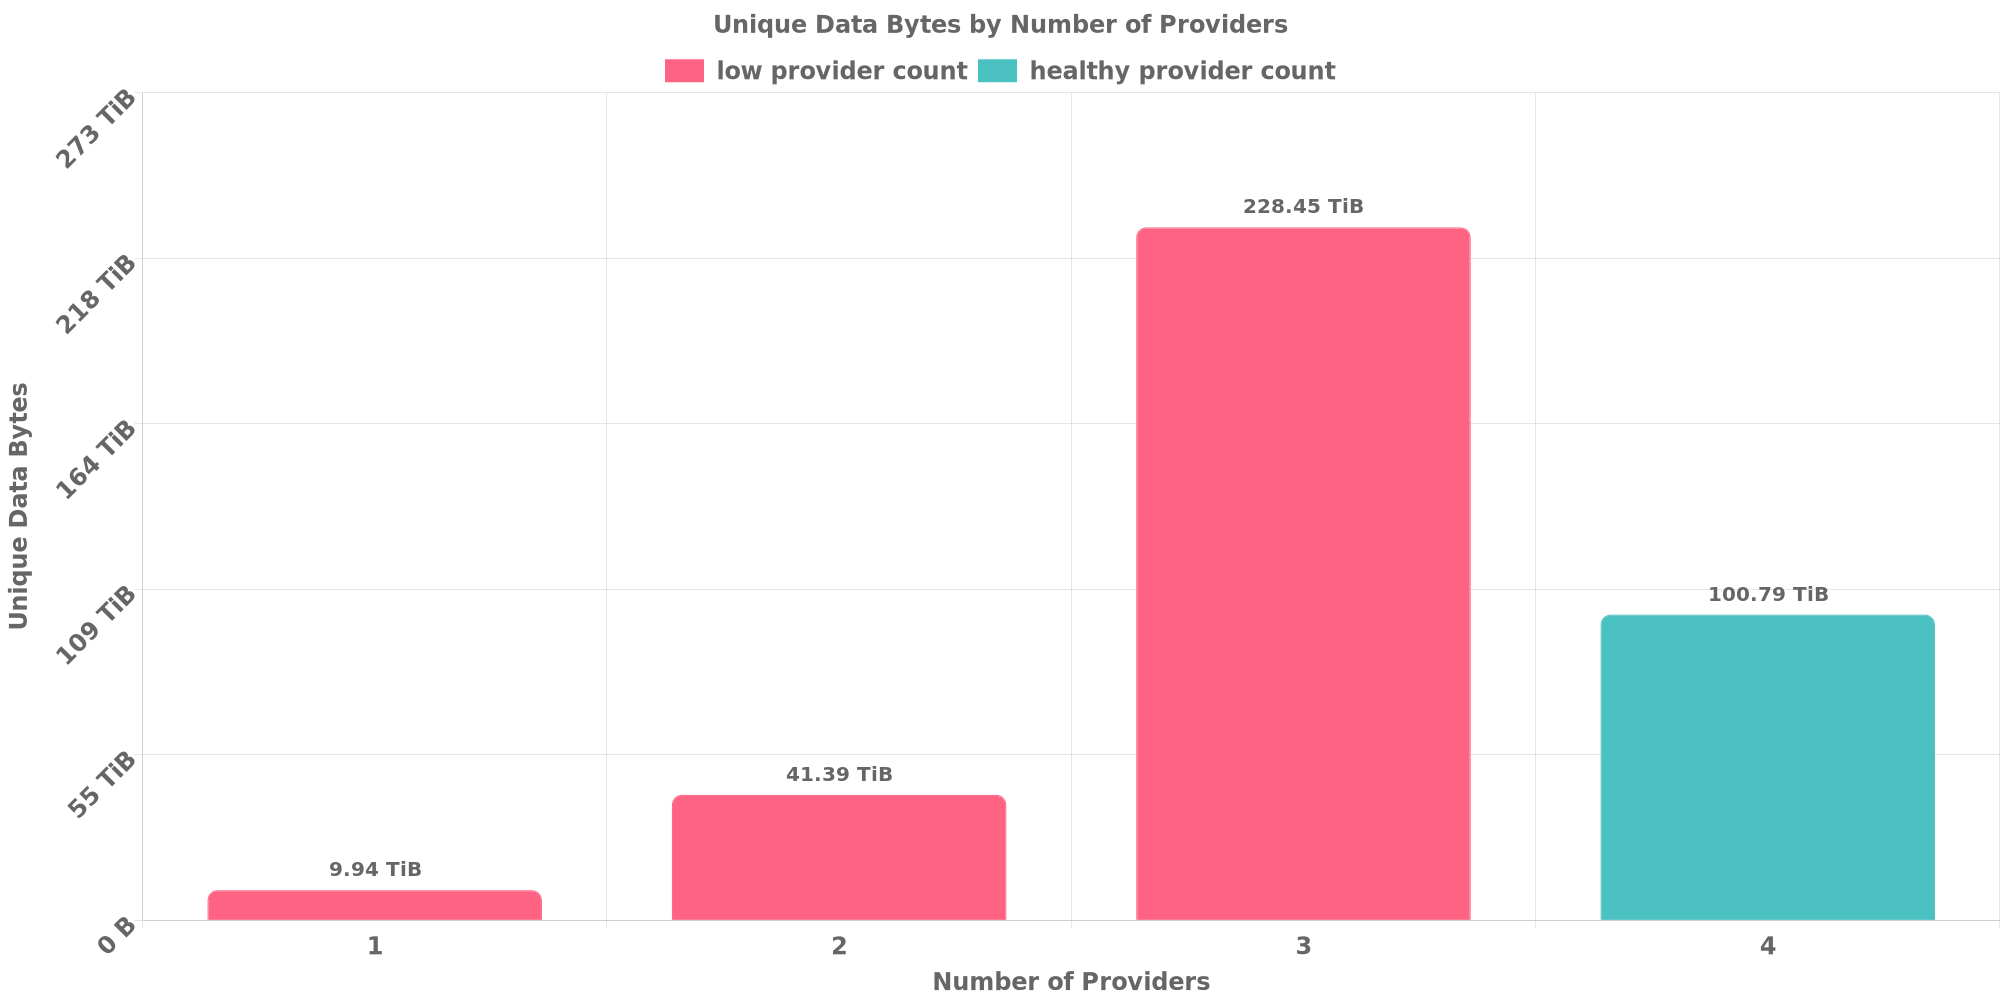 Unique Data Bytes by Number of Providers
low provider count
healthy provider count
273 TiB
218 TiB
164 TiB
109 TiB
55 TiB
0 B
Unique Data Bytes
9.94 TiB
41.39 TiB
228.45 TiB
100.79 TiB
1
2
3
4
Number of Providers